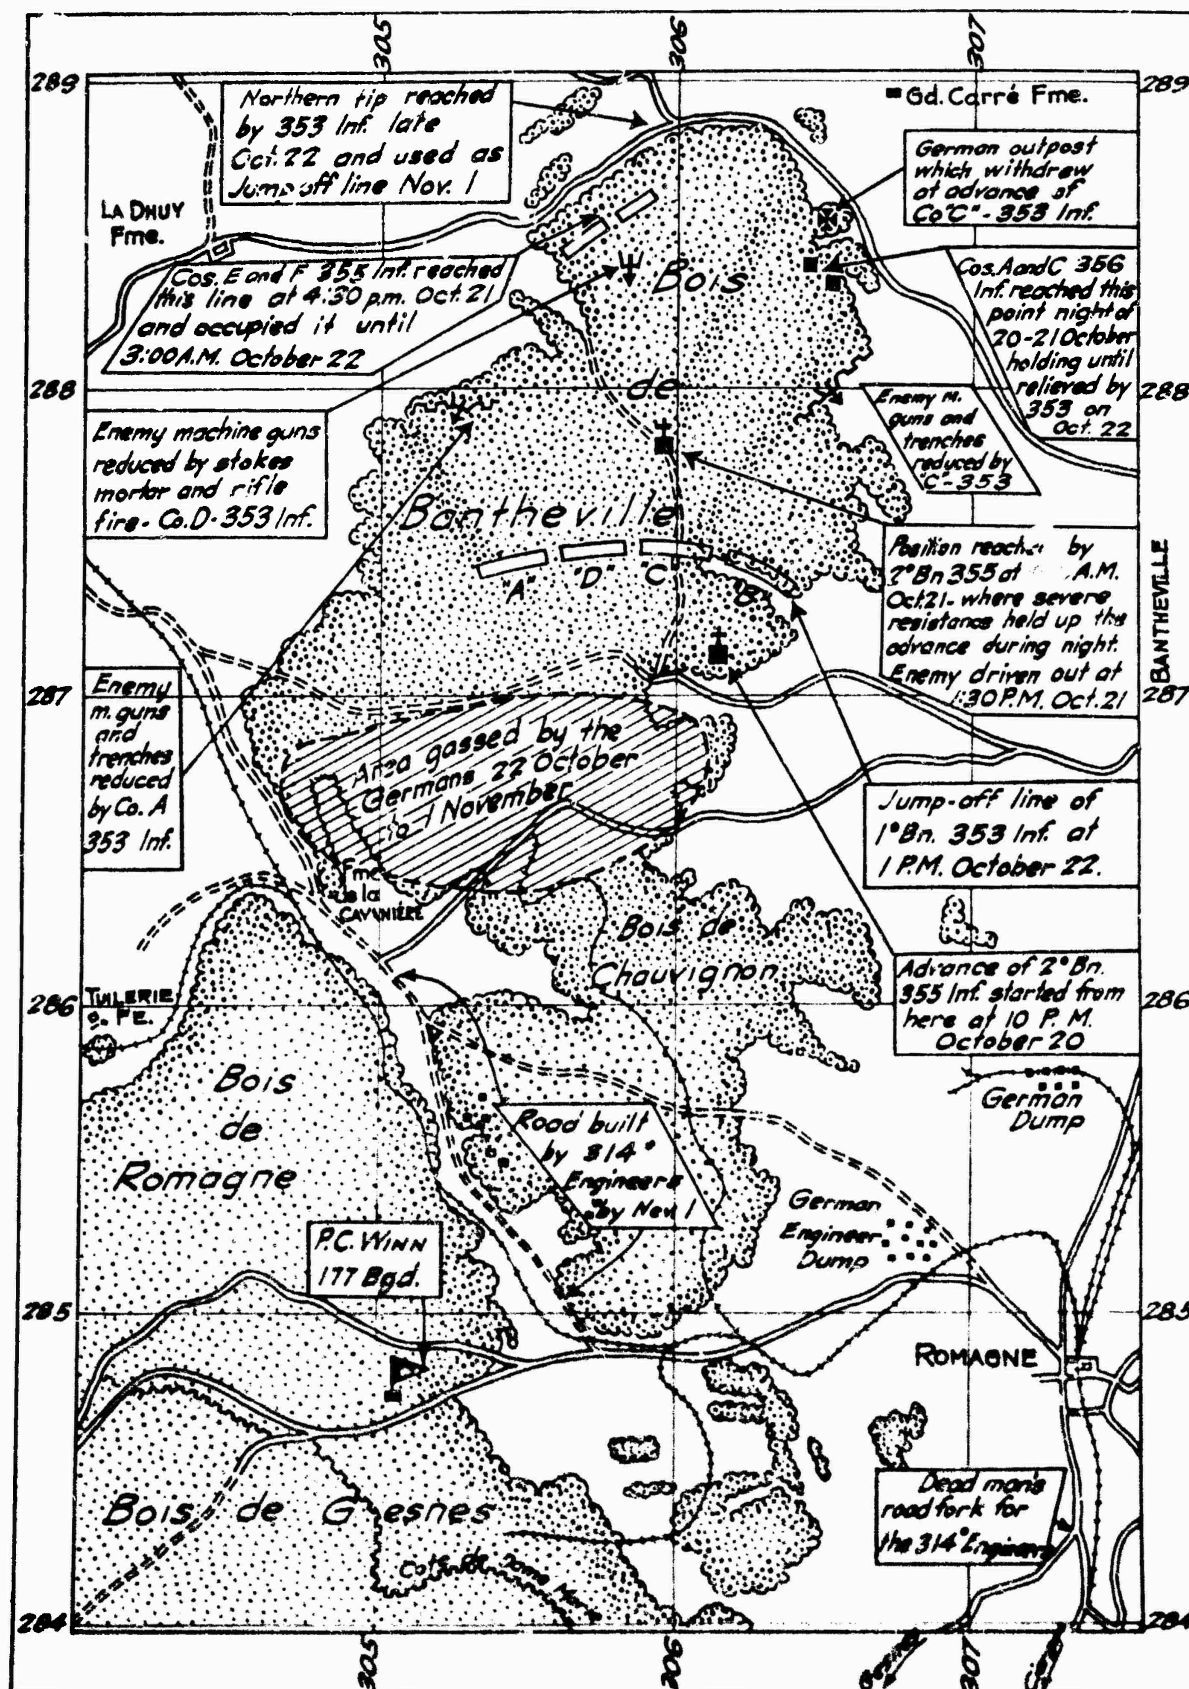 305
306
307
289
289
Gd. Carré Fme.
Northern tip reached
by 353 Inf. late
Oct. 22 and used as
Jump-off line Nov. 1
German outpost
which withdrew
at advance of
Co "C" - 353 Inf.
LA DHUY
Fme.
Cos. E and F 355 Inf. reached
this line at 4:30 p.m. Oct. 21
and occupied it until
3:00 A.M. October 22
Bois
Cos. A and C 356
Inf. reached this
point night of
20-21 October
holding until
relieved by
353 on
Oct. 22
288
288
de
Enemy m.
guns and
trenches
reduced by
C-353
Enemy machine guns
reduced by stokes
mortar and rifle
fire - Co. D - 353 Inf.
Bantheville
"A"
"D"
"C"
"B"
Position reached by
2° Bn 355 at A.M.
Oct. 21 - where severe
resistance held up the
advance during night.
Enemy driven out at
1:30 P.M. Oct. 21
BANTHEVILLE
287
287
Enemy
m. guns
and
trenches
reduced
by Co. A
353 Inf.
Area gassed by the
Germans 22 October
to 1 November
Jump-off line of
1° Bn. 353 Inf. at
1 P.M. October 22.
Fme
de la
Bois de
Chauvignon
Advance of 2° Bn.
355 Inf. started from
here at 10 P.M.
October 20
286
286
TUILERIE
FE.
Bois
de
Romagne
German
Dump
Road built
by 314°
Engineers
by Nov. 1
German
Engineer
Dump
P.C. WINN
177 Bgd.
285
285
ROMAGNE
Bois de Gesnes
Dead man's
road fork for
the 314° Engineers
284
284
305
306
307
Gesnes